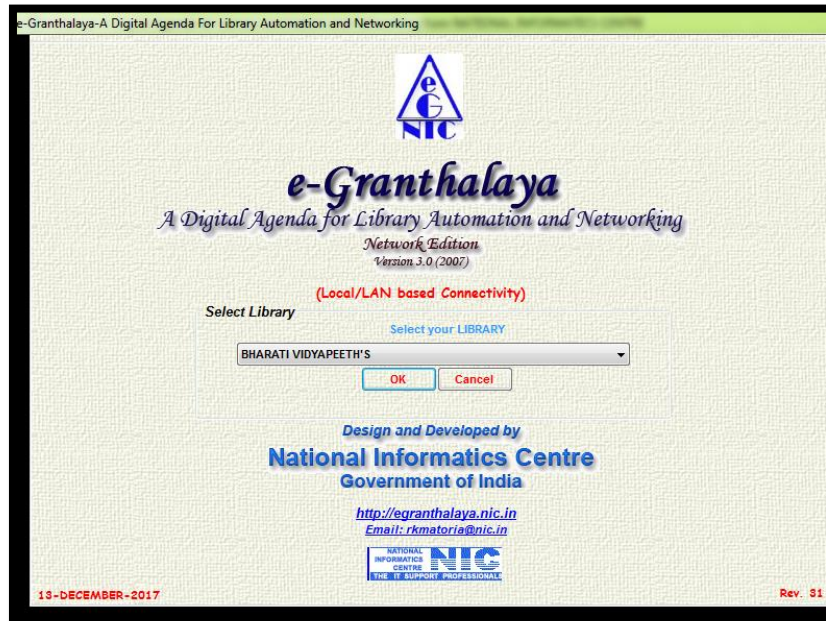 e-Granthalaya-A Digital Agenda For Library Automation and Networking
e
G
NIC
e-Granthalaya
A Digital Agenda for Library Automation and Networking
Network Edition
Version 3.0 (2007)
(Local/LAN based Connectivity)
Select Library
Select your LIBRARY
BHARATI VIDYAPEETH'S
OK Cancel
Design and Developed by
National Informatics Centre
Government of India
http://egranthalaya.nic.in
Email: rkmatoria@nic.in
NATIONAL
INFORMATICS
CENTRE
NIC
THE IT SUPPORT PROFESSIONALS
13-DECEMBER-2017 Rev. 31